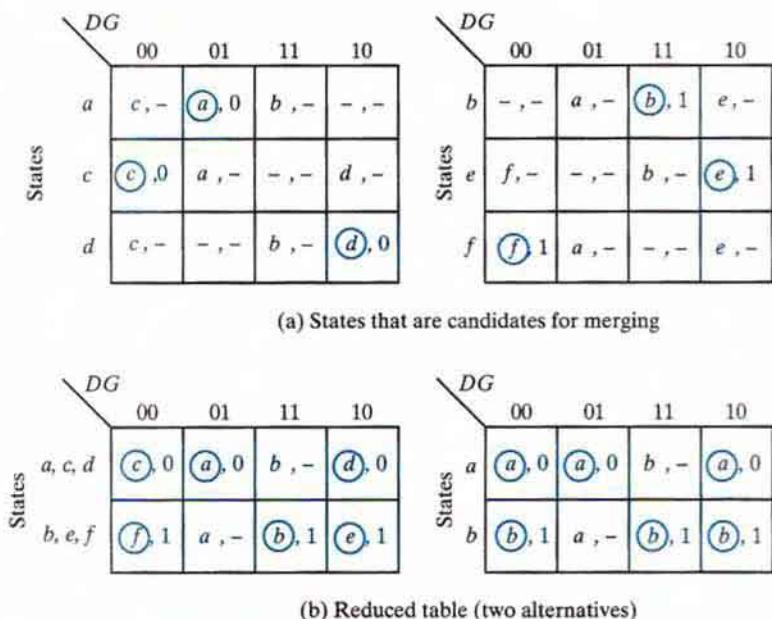 DG DG
00 01 11 10 00 01 11 10
a c , – a , 0 b , – – , – b – , – a , – b , 1 e , –
States c c , 0 a , – – , – d , – States e f , – – , – b , – e , 1
d c , – – , – b , – d , 0 f f , 1 a , – – , – e , –
(a) States that are candidates for merging
DG DG
00 01 11 10 00 01 11 10
a, c, d c , 0 a , 0 b , – d , 0 a a , 0 a , 0 b , – a , 0
States States
b, e, f f , 1 a , – b , 1 e , 1 b b , 1 a , – b , 1 b , 1
(b) Reduced table (two alternatives)